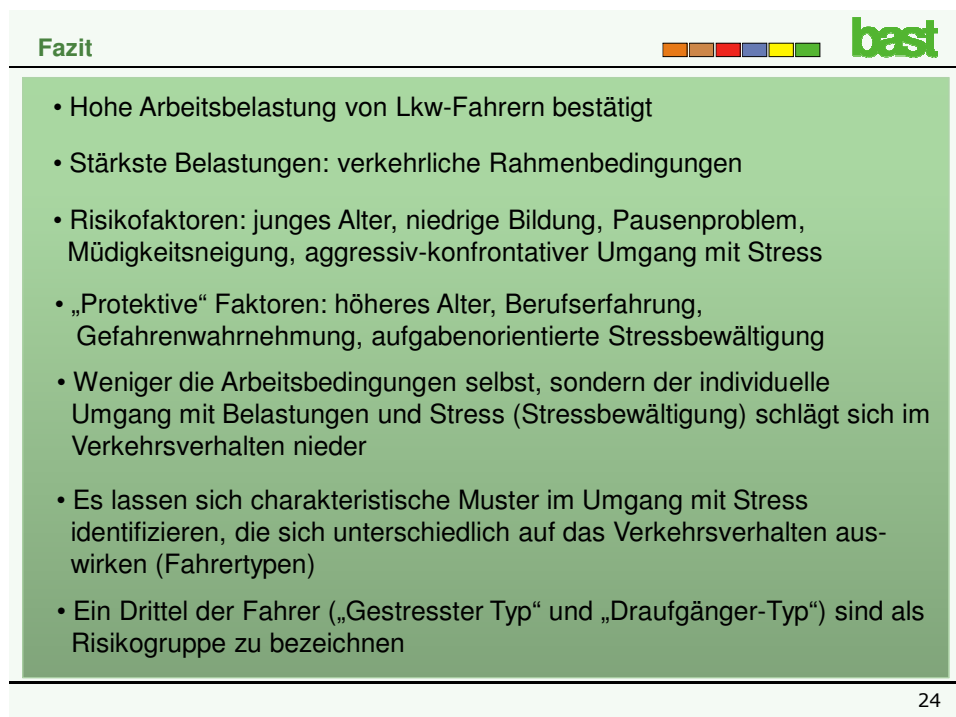 Fazit
bast
• Hohe Arbeitsbelastung von Lkw-Fahrern bestätigt
• Stärkste Belastungen: verkehrliche Rahmenbedingungen
• Risikofaktoren: junges Alter, niedrige Bildung, Pausenproblem,
Müdigkeitsneigung, aggressiv-konfrontativer Umgang mit Stress
• „Protektive“ Faktoren: höheres Alter, Berufserfahrung,
Gefahrenwahrnehmung, aufgabenorientierte Stressbewältigung
• Weniger die Arbeitsbedingungen selbst, sondern der individuelle
Umgang mit Belastungen und Stress (Stressbewältigung) schlägt sich im
Verkehrsverhalten nieder
• Es lassen sich charakteristische Muster im Umgang mit Stress
identifizieren, die sich unterschiedlich auf das Verkehrsverhalten aus-
wirken (Fahrertypen)
• Ein Drittel der Fahrer („Gestresster Typ“ und „Draufgänger-Typ“) sind als
Risikogruppe zu bezeichnen
24